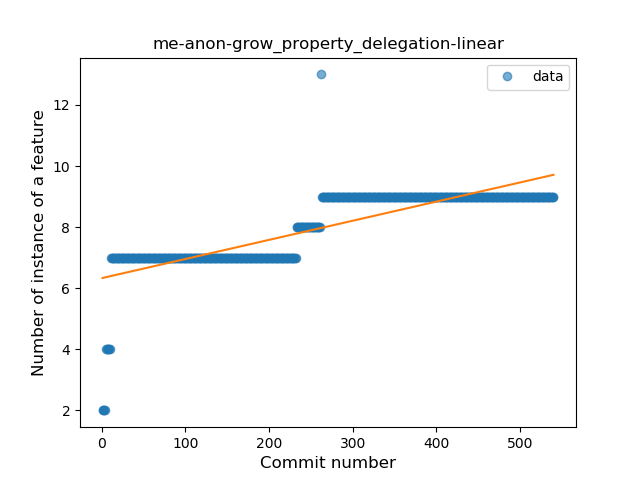 me-anon-grow_property_delegation-linear
data
Number of instance of a feature
12
10
8
6
4
2
0 100 200 300 400 500
Commit number